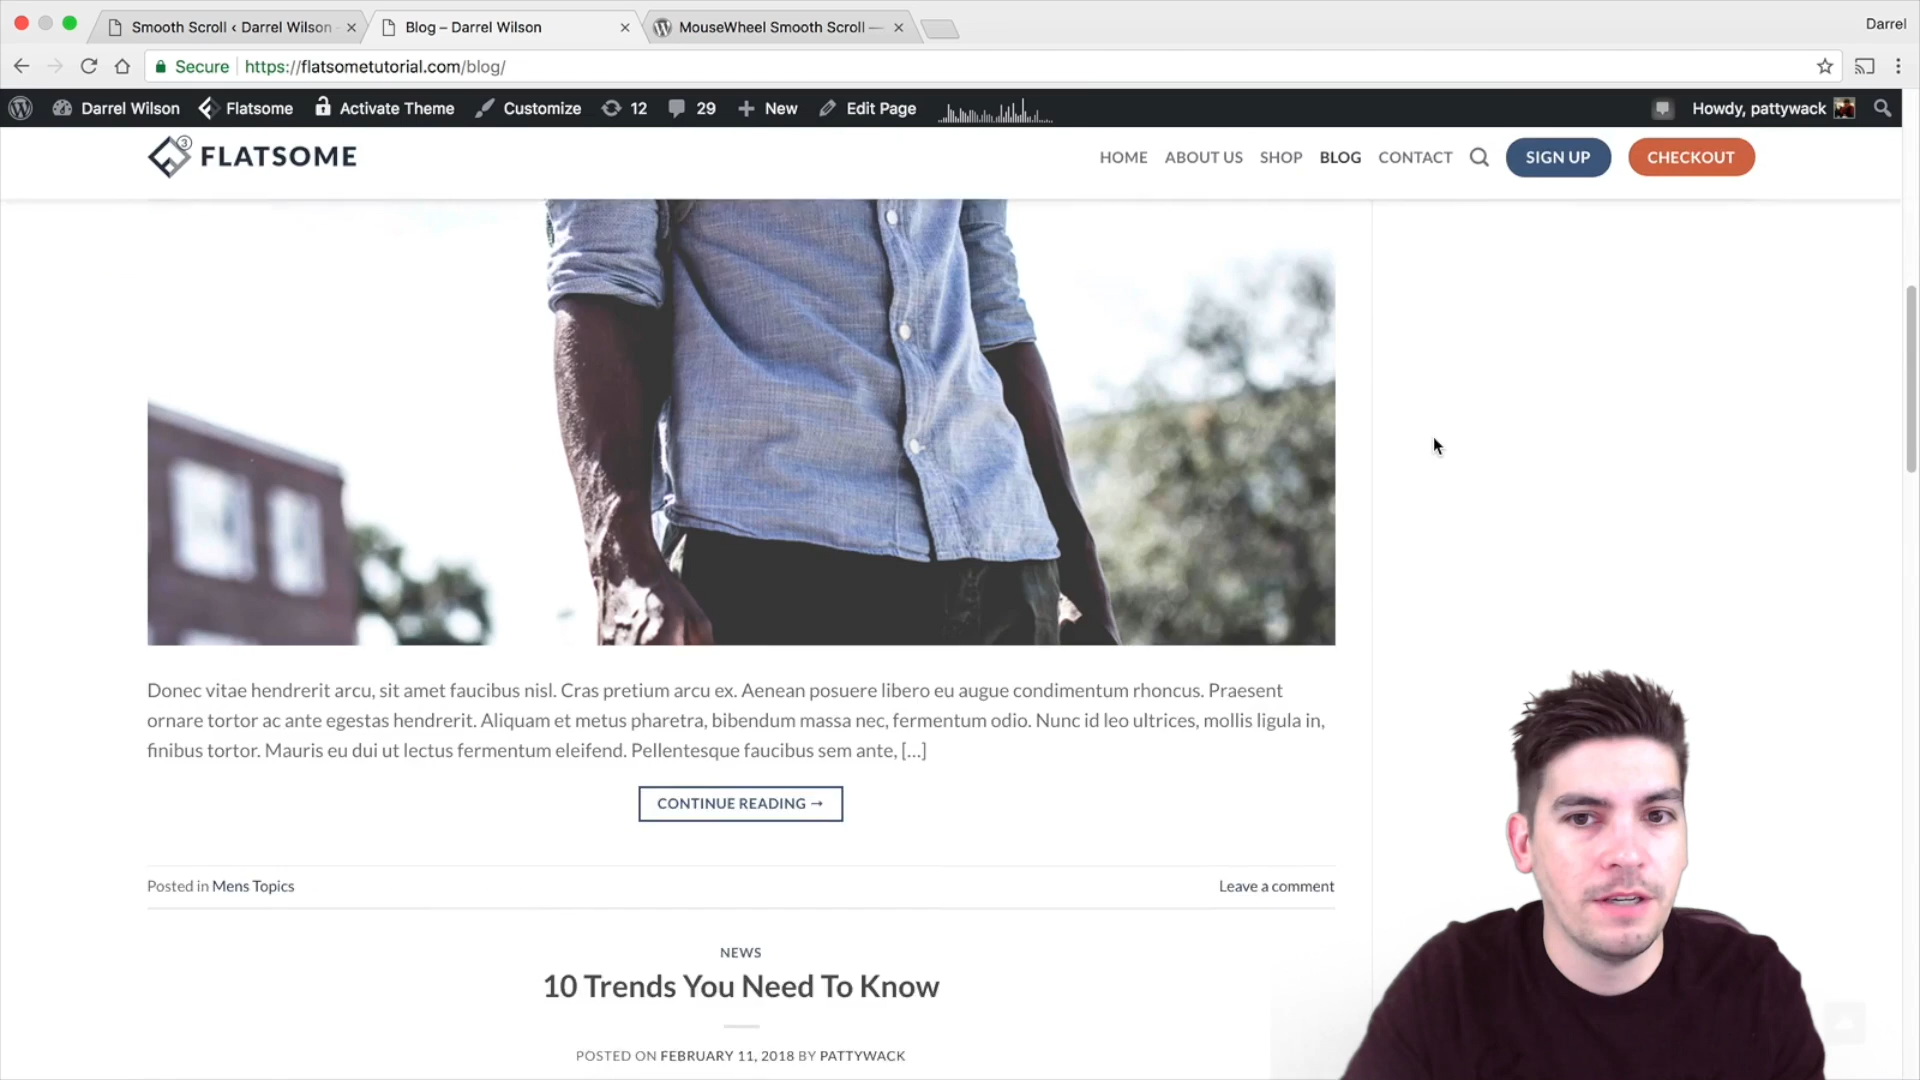 Smooth Scroll ‹ Darrel Wilson
Blog – Darrel Wilson
MouseWheel Smooth Scroll —
Darrel
Secure https://flatsometutorial.com/blog/
Darrel Wilson Flatsome Activate Theme Customize 12 29 New Edit Page Howdy, pattywack
3 FLATSOME
HOME ABOUT US SHOP BLOG CONTACT SIGN UP CHECKOUT
Donec vitae hendrerit arcu, sit amet faucibus nisl. Cras pretium arcu ex. Aenean posuere libero eu augue condimentum rhoncus. Praesent
ornare tortor ac ante egestas hendrerit. Aliquam et metus pharetra, bibendum massa nec, fermentum odio. Nunc id leo ultrices, mollis ligula in,
finibus tortor. Mauris eu dui ut lectus fermentum eleifend. Pellentesque faucibus sem ante, [...]
CONTINUE READING →
Posted in Mens Topics
Leave a comment
NEWS
10 Trends You Need To Know
POSTED ON FEBRUARY 11, 2018 BY PATTYWACK